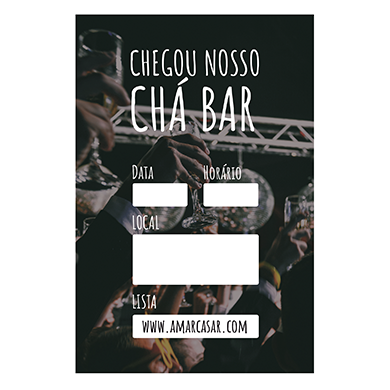 CHEGOU NOSSO
CHÁ BAR
DATA HORÁRIO
LOCAL
LISTA
WWW.AMARCASAR.COM